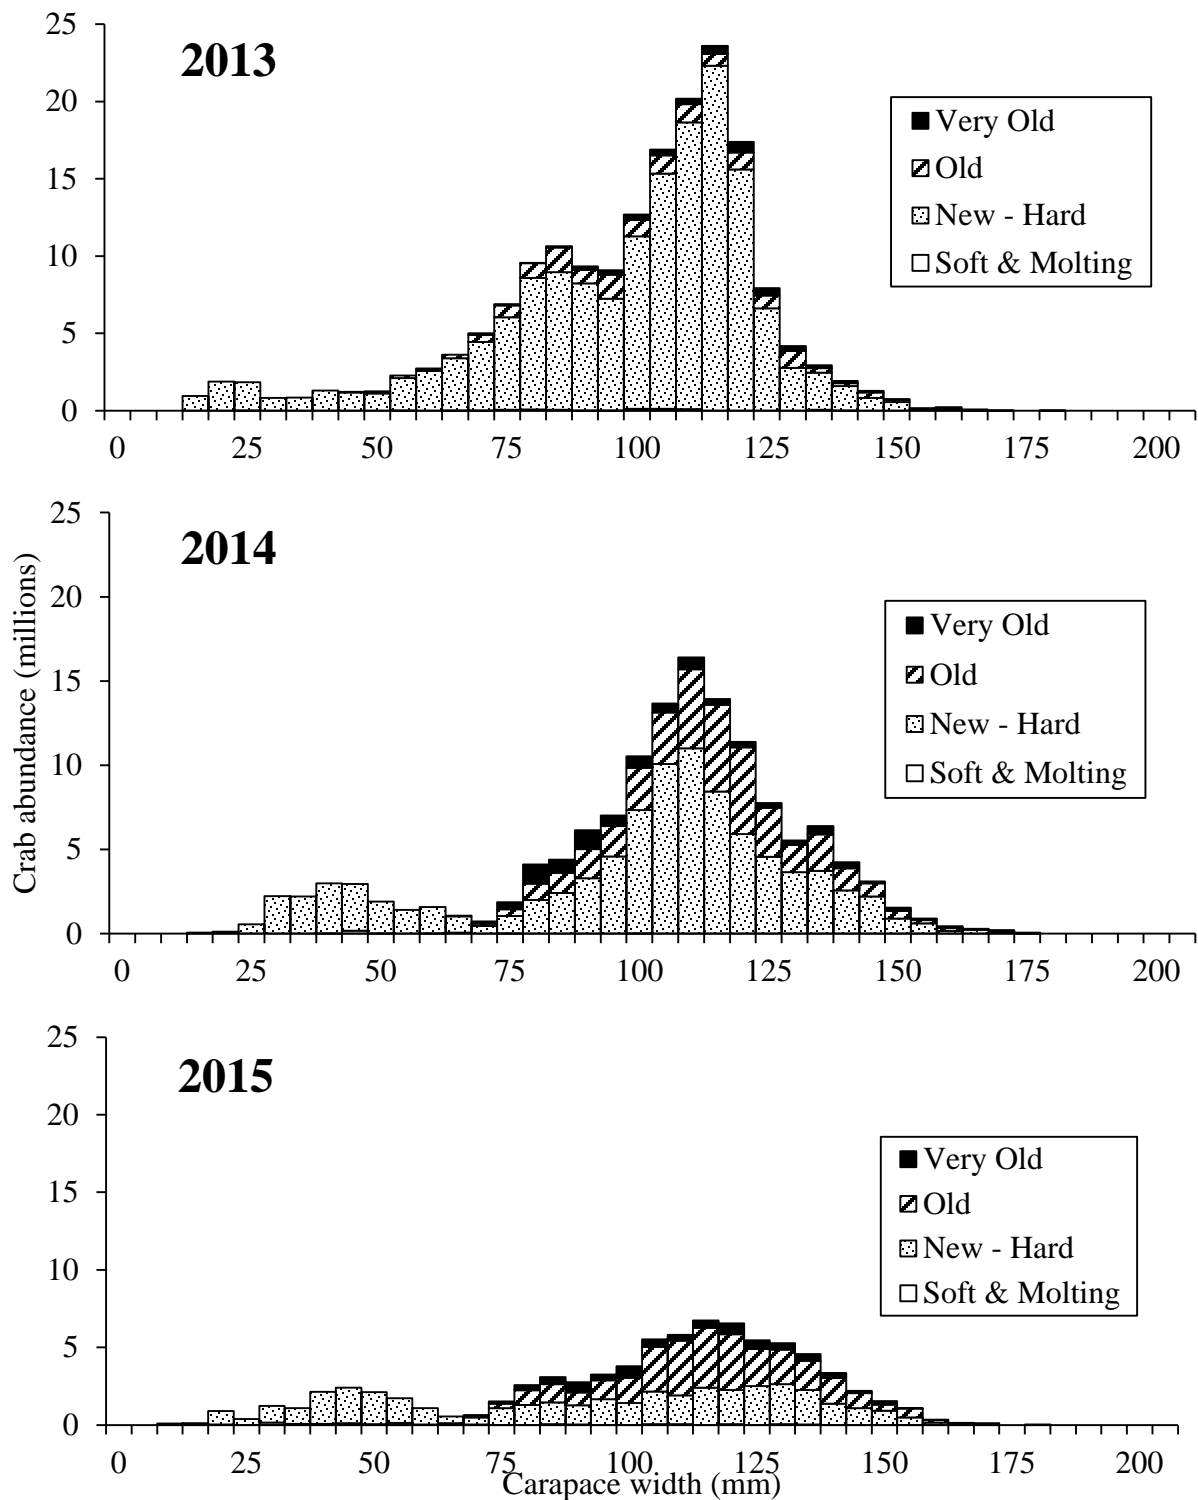 25
2013
20
15
10
5
0
Very Old
Old
New - Hard
Soft & Molting
0 25 50 75 100 125 150 175 200
Crab abundance (millions)
25
2014
20
15
10
5
0
Very Old
Old
New - Hard
Soft & Molting
0 25 50 75 100 125 150 175 200
25
2015
20
15
10
5
0
Very Old
Old
New - Hard
Soft & Molting
0 25 50 75 100 125 150 175 200
Carapace width (mm)